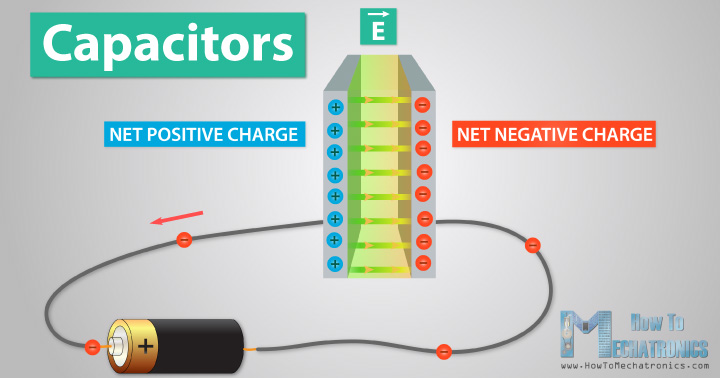 Capacitors
E
NET POSITIVE CHARGE
NET NEGATIVE CHARGE
+
How To
MECHATRONICS
www.HowToMechatronics.com